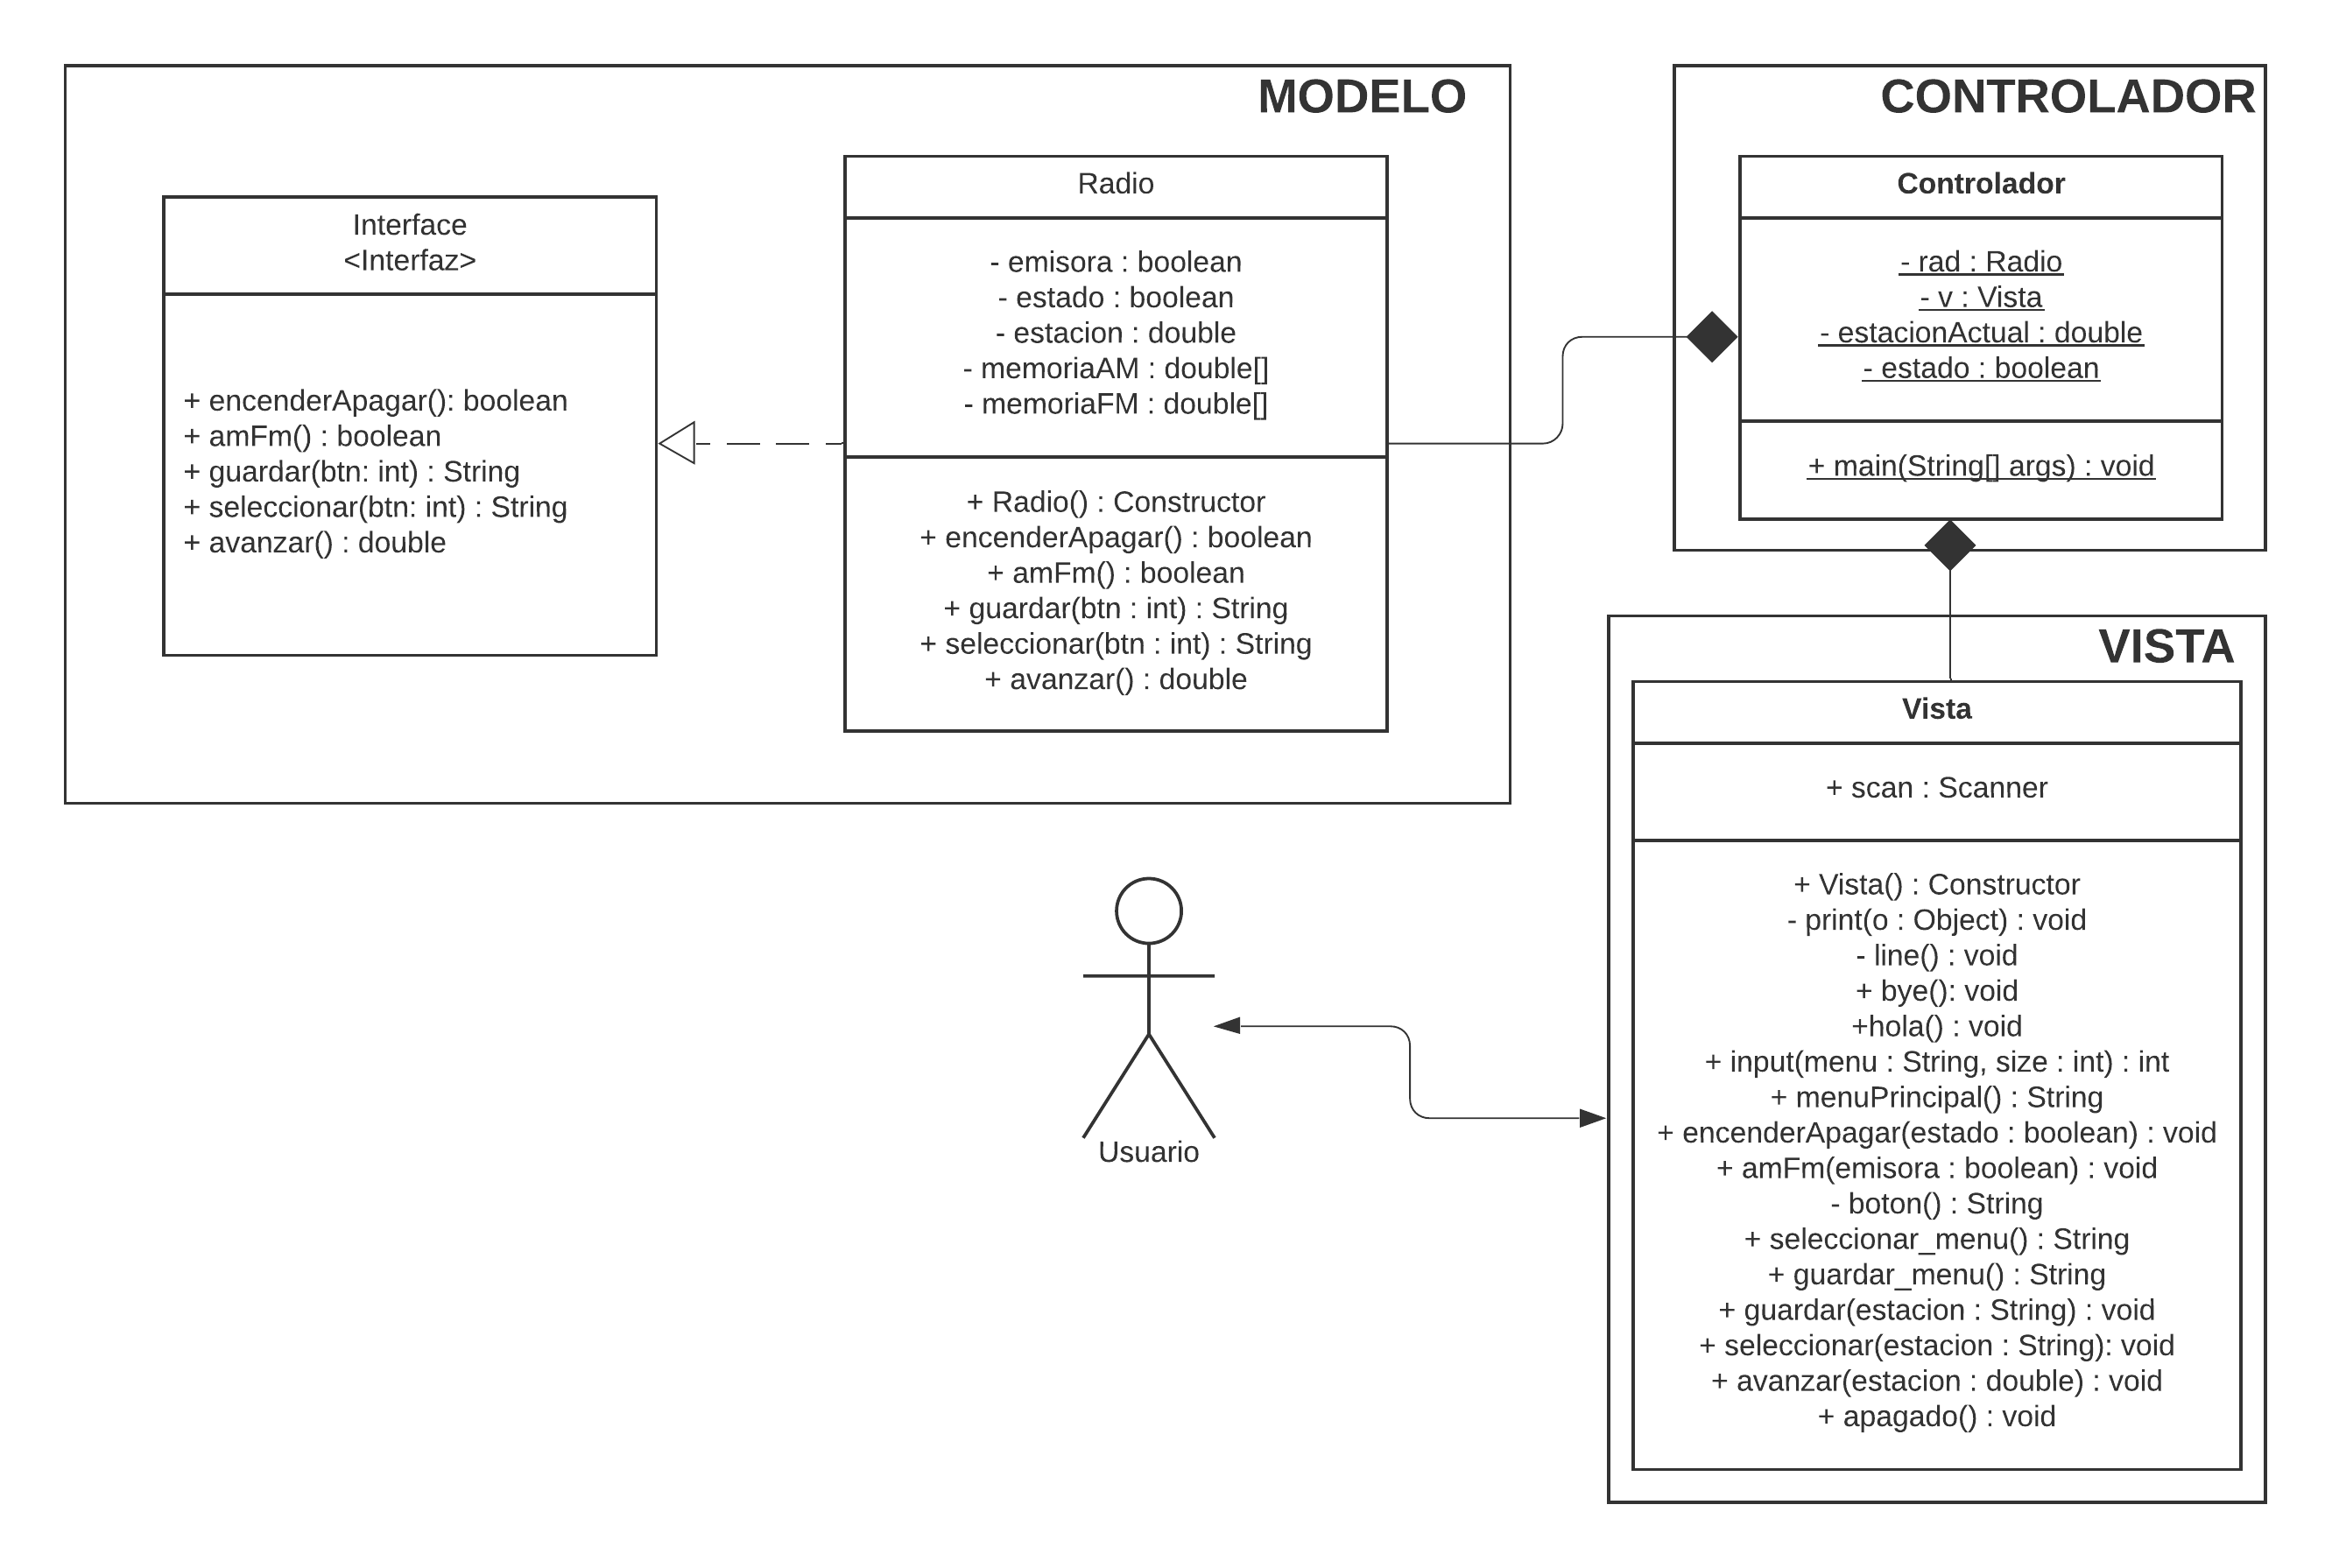 MODELO
Interface
<Interfaz>
+ encenderApagar(): boolean
+ amFm() : boolean
+ guardar(btn: int) : String
+ seleccionar(btn: int) : String
+ avanzar() : double
Radio
- emisora : boolean
- estado : boolean
- estacion : double
- memoriaAM : double[]
- memoriaFM : double[]
+ Radio() : Constructor
+ encenderApagar() : boolean
+ amFm() : boolean
+ guardar(btn : int) : String
+ seleccionar(btn : int) : String
+ avanzar() : double
CONTROLADOR
Controlador
- rad : Radio
- v : Vista
- estacionActual : double
- estado : boolean
+ main(String[] args) : void
VISTA
Vista
+ scan : Scanner
+ Vista() : Constructor
- print(o : Object) : void
- line() : void
+ bye(): void
+hola() : void
+ input(menu : String, size : int) : int
+ menuPrincipal() : String
+ encenderApagar(estado : boolean) : void
+ amFm(emisora : boolean) : void
- boton() : String
+ seleccionar_menu() : String
+ guardar_menu() : String
+ guardar(estacion : String) : void
+ seleccionar(estacion : String): void
+ avanzar(estacion : double) : void
+ apagado() : void
Usuario